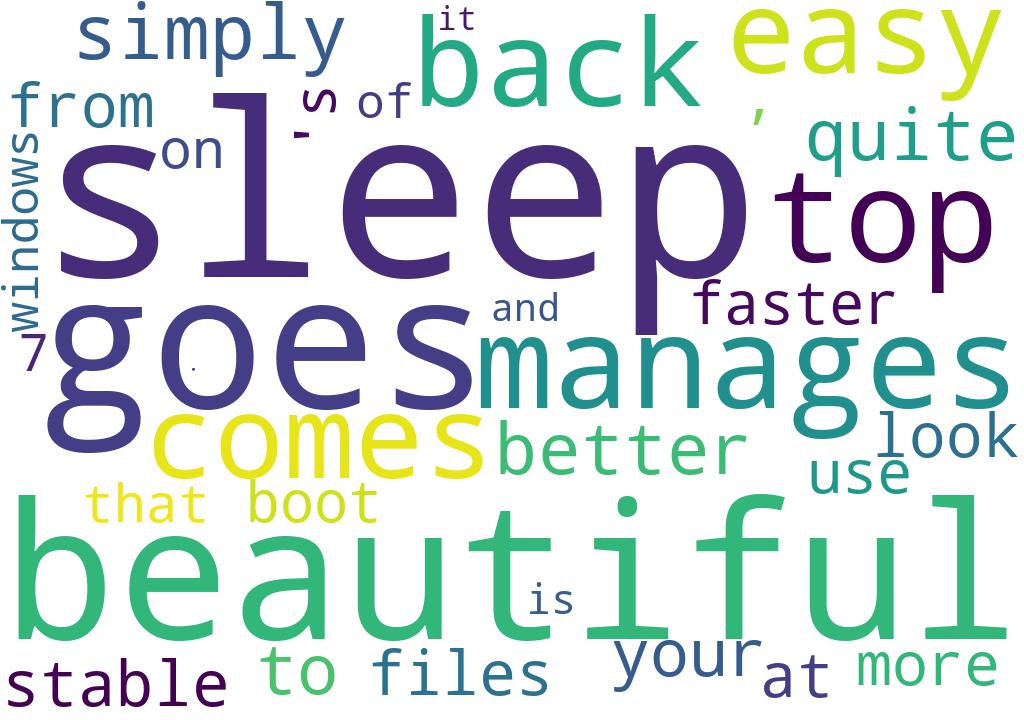 it
simply
back
easy
from
's
of
,
windows
on
quite
sleep
top
7
goes
and
faster
.
manages
comes
better
look
use
that
boot
beautiful
is
stable
to
files
your
at
more